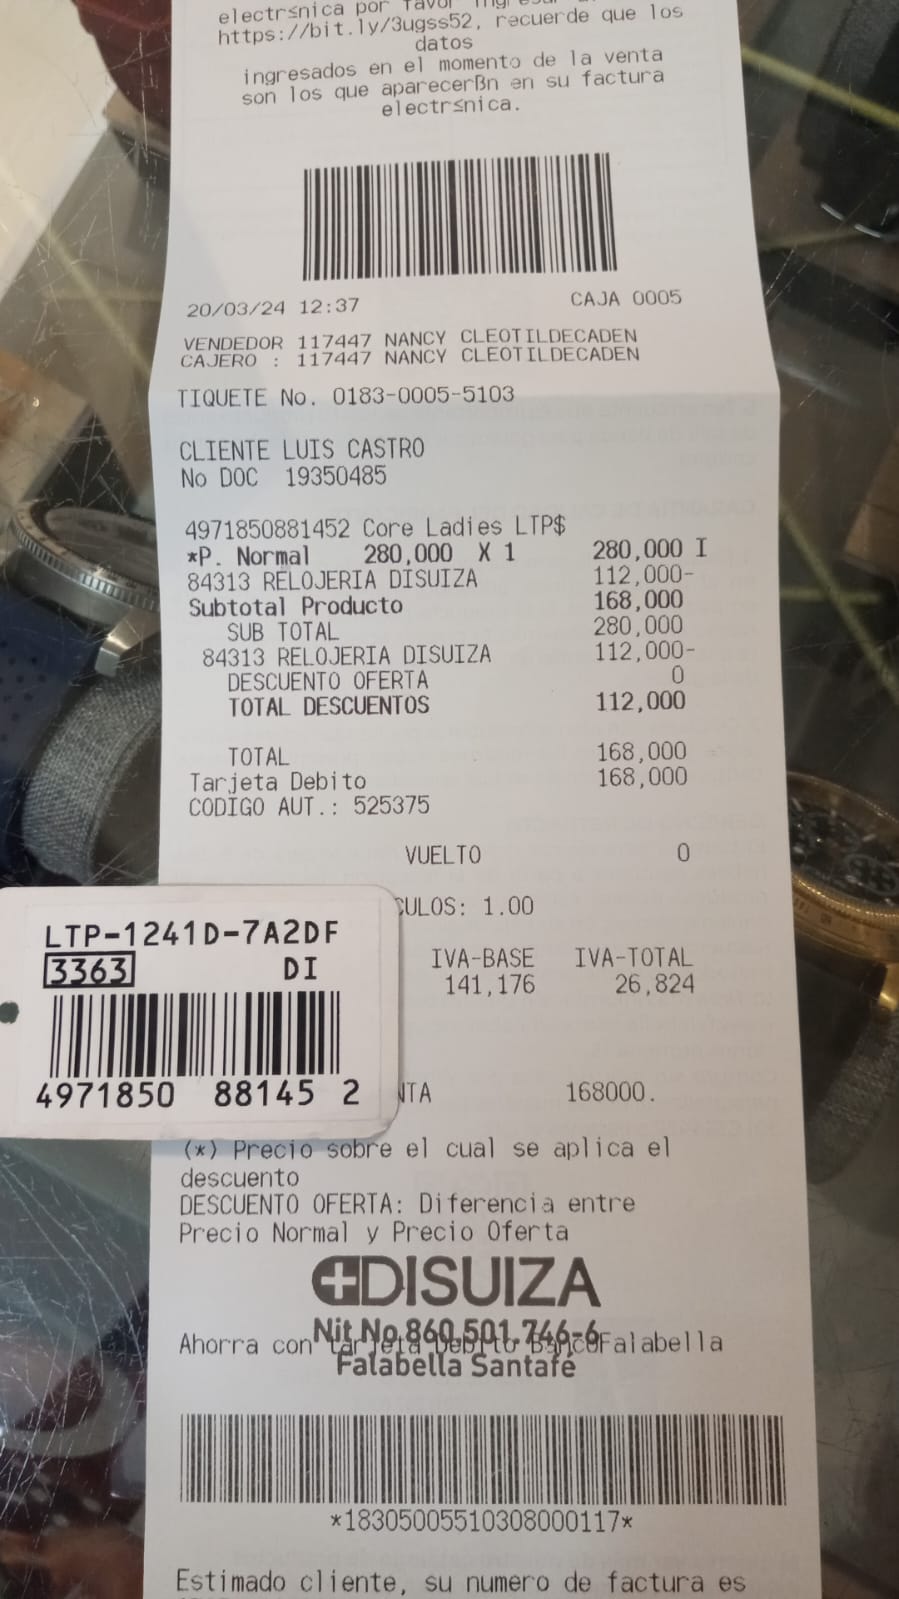 electr≤nica por favor
https://bit.ly/3ugss52, recuerde que los
datos
ingresados en el momento de la venta
son los que aparecerßn en su factura
electr≤nica.
20/03/24 12:37 CAJA 0005
VENDEDOR 117447 NANCY CLEOTILDECADEN
CAJERO : 117447 NANCY CLEOTILDECADEN
TIQUETE No. 0183-0005-5103
CLIENTE LUIS CASTRO
No DOC 19350485
4971850881452 Core Ladies LTP$
*P. Normal 280,000 X 1 280,000 I
84313 RELOJERIA DISUIZA 112,000-
Subtotal Producto 168,000
SUB TOTAL 280,000
84313 RELOJERIA DISUIZA 112,000-
DESCUENTO OFERTA 0
TOTAL DESCUENTOS 112,000
TOTAL 168,000
Tarjeta Debito 168,000
CODIGO AUT.: 525375
VUELTO 0
CULOS: 1.00
IVA-BASE IVA-TOTAL
141,176 26,824
NTA 168000.
LTP-1241D-7A2DF
3363 DI
4971850 88145 2
(*) Precio sobre el cual se aplica el
descuento
DESCUENTO OFERTA: Diferencia entre
Precio Normal y Precio Oferta
DISUIZA
Nit No.860.501.746-6
Ahorra con tarjeta Debito BancoFalabella
Falabella Santafé
*18305005510308000117*
Estimado cliente, su numero de factura es